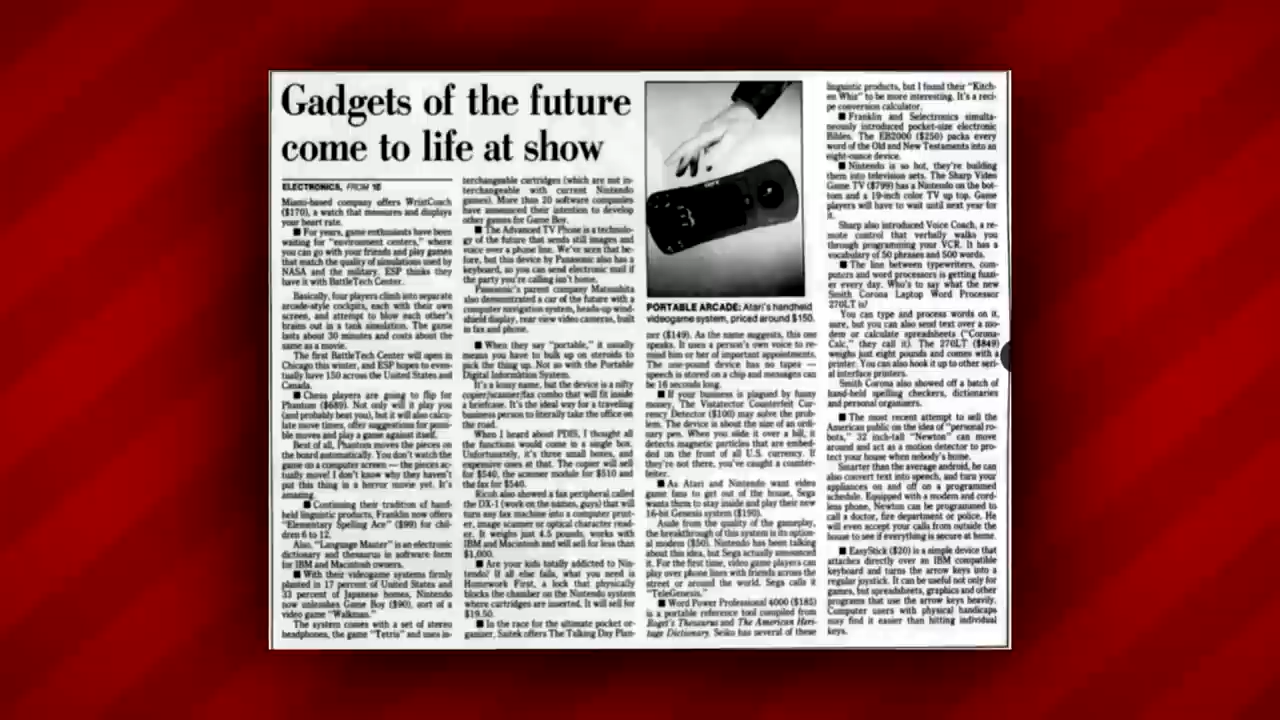 Gadgets of the future
come to life at show
ELECTRONICS, FROM 1E
Miami-based company offers WristCoach
($170), a watch that measures and displays
your heart rate.
■ For years, game enthusiasts have been
waiting for "environment centers," where
you can go with your friends and play games
that match the quality of simulations used by
NASA and the military. ESP thinks they
have it with BattleTech Center.
Basically, four players climb into separate
arcade-style cockpits, each with their own
screen, and attempt to blow each other's
brains out in a tank simulation. The game
lasts about 30 minutes and costs about the
same as a movie.
The first BattleTech Center will open in
Chicago this winter, and ESP hopes to even-
tually have 150 across the United States and
Canada.
■ Chess players are going to flip for
Phantom ($689). Not only will it play you
(and probably beat you), but it will also calcu-
late move times, offer suggestions for possi-
ble moves and play a game against itself.
Best of all, Phantom moves the pieces on
the board automatically. You don't watch the
game on a computer screen — the pieces ac-
tually move! I don't know why they haven't
put this thing in a horror movie yet. It's
amazing.
■ Continuing their tradition of hand-
held linguistic products, Franklin now offers
"Elementary Spelling Ace" ($99) for chil-
dren 6 to 12.
Also, "Language Master" is an electronic
dictionary and thesaurus in software form
for IBM and Macintosh owners.
■ With their videogame systems firmly
planted in 17 percent of United States and
33 percent of Japanese homes, Nintendo
now unleashes Game Boy ($90), sort of a
video game "Walkman."
The system comes with a set of stereo
headphones, the game "Tetris" and uses in-
terchangeable cartridges (which are not in-
terchangeable with current Nintendo
games). More than 20 software companies
have announced their intention to develop
other games for Game Boy.
■ The Advanced TV Phone is a technolo-
gy of the future that sends still images and
voice over a phone line. We've seen that be-
fore, but this device by Panasonic also has a
keyboard, so you can send electronic mail if
the party you're calling isn't home.
Panasonic's parent company Matsushita
also demonstrated a car of the future with a
computer navigation system, heads-up wind-
shield display, rear view video cameras, built
in fax and phone.
■ When they say "portable," it usually
means you have to bulk up on steroids to
pick the thing up. Not so with the Portable
Digital Information System.
It's a lousy name, but the device is a nifty
copier/scanner/fax combo that will fit inside
a briefcase. It's the ideal way for a traveling
business person to literally take the office on
the road.
When I heard about PDIS, I thought all
the functions would come in a single box.
Unfortunately, it's three small boxes, and
expensive ones at that. The copier will sell
for $540, the scanner module for $510 and
the fax for $540.
Ricoh also showed a fax peripheral called
the DX-1 (work on the names, guys) that will
turn any fax machine into a computer print-
er, image scanner or optical character read-
er. It weighs just 4.5 pounds, works with
IBM and Macintosh and will sell for less than
$1,000.
■ Are your kids totally addicted to Nin-
tendo? If all else fails, what you need is
Homework First, a lock that physically
blocks the chamber on the Nintendo system
where cartridges are inserted. It will sell for
$19.50.
■ In the race for the ultimate pocket or-
ganizer, Saitek offers The Talking Day Plan-
PORTABLE ARCADE: Atari's handheld
videogame system, priced around $150.
ner ($149). As the name suggests, this one
speaks. It uses a person's own voice to re-
mind him or her of important appointments.
The one-pound device has no tapes —
speech is stored on a chip and messages can
be 16 seconds long.
■ If your business is plagued by funny
money, The Vistatector Counterfeit Cur-
rency Detector ($100) may solve the prob-
lem. The device is about the size of an ordi-
nary pen. When you slide it over a bill, it
detects magnetic particles that are embed-
ded on the front of all U.S. currency. If
they're not there, you've caught a counter-
feiter.
■ As Atari and Nintendo want video
game fans to get out of the house, Sega
wants them to stay inside and play their new
16-bit Genesis system ($190).
Aside from the quality of the gameplay,
the breakthrough of this system is its option-
al modem ($50). Nintendo has been talking
about this idea, but Sega actually announced
it. For the first time, video game players can
play over phone lines with friends across the
street or around the world. Sega calls it
"TeleGenesis."
■ Word Power Professional 4000 ($185)
is a portable reference tool compiled from
Roget's Thesaurus and The American Heri-
tage Dictionary. Seiko has several of these
linguistic products, but I found their "Kitch-
en Whiz" to be more interesting. It's a reci-
pe conversion calculator.
■ Franklin and Selectronics simulta-
neously introduced pocket-size electronic
Bibles. The EB2000 ($250) packs every
word of the Old and New Testaments into an
eight-ounce device.
■ Nintendo is so hot, they're building
them into television sets. The Sharp Video
Game TV ($799) has a Nintendo on the bot-
tom and a 19-inch color TV up top. Game
players will have to wait until next year for
it.
Sharp also introduced Voice Coach, a re-
mote control that verbally walks you
through programming your VCR. It has a
vocabulary of 50 phrases and 500 words.
■ The line between typewriters, com-
puters and word processors is getting fuzzi-
er every day. Who's to say what the new
Smith Corona Laptop Word Processor
270LT is?
You can type and process words on it,
sure, but you can also send text over a mo-
dem or calculate spreadsheets ("Corona-
Calc," they call it). The 270LT ($849)
weighs just eight pounds and comes with a
printer. You can also hook it up to other seri-
al interface printers.
Smith Corona also showed off a batch of
hand-held spelling checkers, dictionaries
and personal organizers.
■ The most recent attempt to sell the
American public on the idea of "personal ro-
bots," 32 inch-tall "Newton" can move
around and act as a motion detector to pro-
tect your house when nobody's home.
Smarter than the average android, he can
also convert text into speech, and turn your
appliances on and off on a programmed
schedule. Equipped with a modem and cord-
less phone, Newton can be programmed to
call a doctor, fire department or police. He
will even accept your calls from outside the
house to see if everything is secure at home.
■ EasyStick ($20) is a simple device that
attaches directly over an IBM compatible
keyboard and turns the arrow keys into a
regular joystick. It can be useful not only for
games, but spreadsheets, graphics and other
programs that use the arrow keys heavily.
Computer users with physical handicaps
may find it easier than hitting individual
keys.